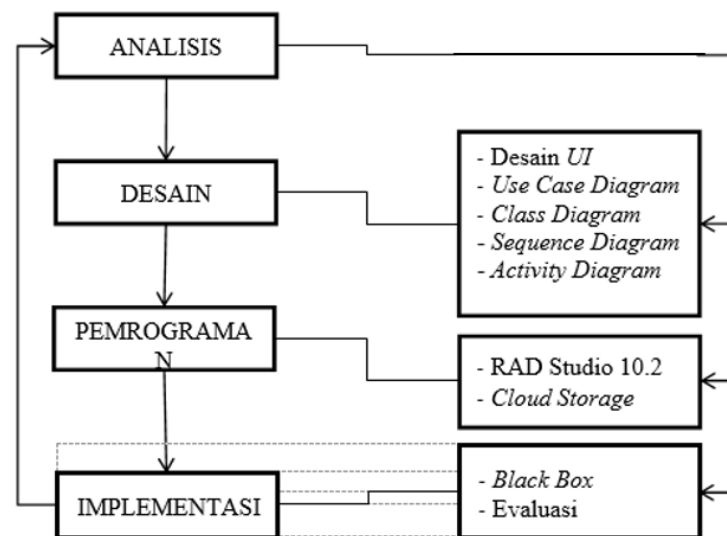 ANALISIS
DESAIN
- Desain UI
- Use Case Diagram
- Class Diagram
- Sequence Diagram
- Activity Diagram
PEMROGRAMA
N
- RAD Studio 10.2
- Cloud Storage
IMPLEMENTASI
- Black Box
- Evaluasi